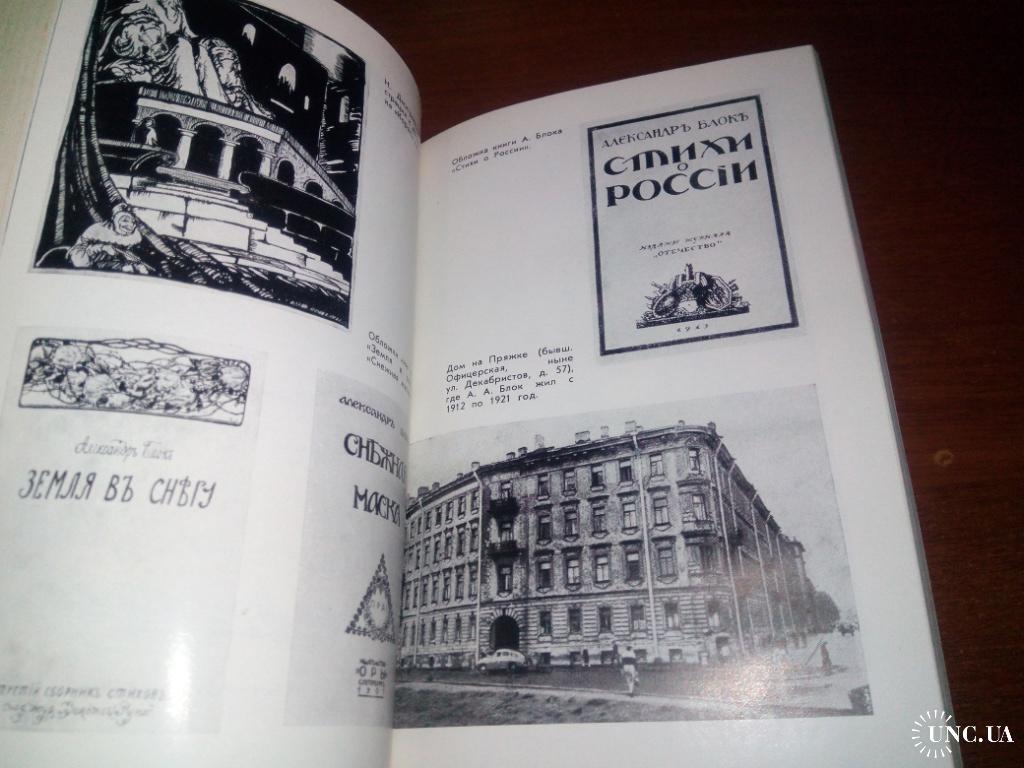 Н.
Обложка
«Земля в
«Снежная
Александръ Блокъ
ЗЕМЛЯ ВЪ СНѢГУ
ТРЕТІЙ СБОРНИКЪ СТИХОВЪ
АЛЕКСАНДРЪ
СНѢЖНАЯ
МАСКА
ОРЫ
Обложка книги А. Блока
«Стихи о России».
АЛЕКСАНДРЪ БЛОКЪ
СТИХИ
О
РОССІИ
ИЗДАНІЕ ЖУРНАЛА
"ОТЕЧЕСТВО"
1915
Дом на Пряжке (бывш.
Офицерская, ныне
ул. Декабристов, д. 57),
где А. А. Блок жил с
1912 по 1921 год.
UNC.UA